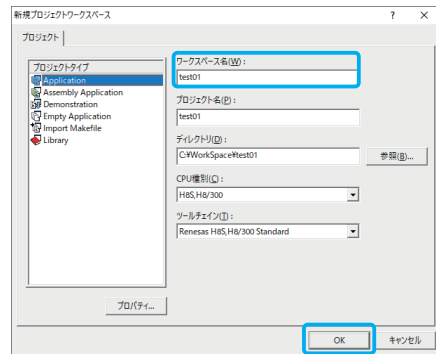 新規プロジェクトワークスペース
? ×
プロジェクト
プロジェクトタイプ
Application
Assembly Application
Demonstration
Empty Application
Import Makefile
Library
プロパティ...
ワークスペース名(W) :
test01
プロジェクト名(P) :
test01
ディレクトリ(D) :
C:¥WorkSpace¥test01
参照(B)...
CPU種別(C) :
H8S,H8/300
ツールチェイン(T) :
Renesas H8S,H8/300 Standard
OK
キャンセル